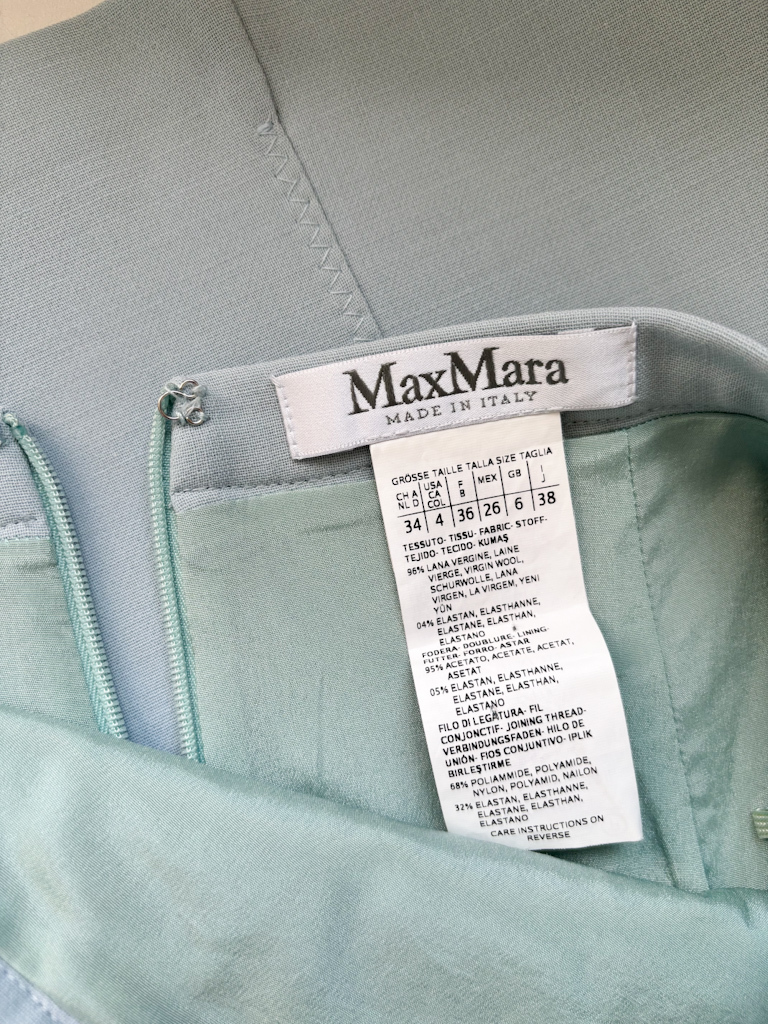 MaxMara
MADE IN ITALY
GRÖSSE TAILLE TALLA SIZE TAGLIA
CH A NL D USA CA COL F B MEX GB I J
34 4 36 26 6 38
TESSUTO- TISSU- FABRIC- STOFF-
TEJIDO- TECIDO- KUMAŞ
96% LANA VERGINE, LAINE
VIERGE, VIRGIN WOOL,
SCHURWOLLE, LANA
VIRGEN, LA VIRGEM, YENI
YÜN
04% ELASTAN, ELASTHANNE,
ELASTANE, ELASTHAN,
ELASTANO
FODERA- DOUBLURE- LINING-
FUTTER- FORRO- ASTAR
95% ACETATO, ACETATE, ACETAT,
ASETAT
05% ELASTAN, ELASTHANNE,
ELASTANE, ELASTHAN,
ELASTANO
FILO DI LEGATURA- FIL
CONJONCTIF- JOINING THREAD-
VERBINDUNGSFADEN- HILO DE
UNIÓN- FIOS CONJUNTIVO- IPLIK
BIRLEŞTIRME
68% POLIAMMIDE, POLYAMIDE,
NYLON, POLYAMID, NAILON
32% ELASTAN, ELASTHANNE,
ELASTANE, ELASTHAN,
ELASTANO
CARE INSTRUCTIONS ON
REVERSE